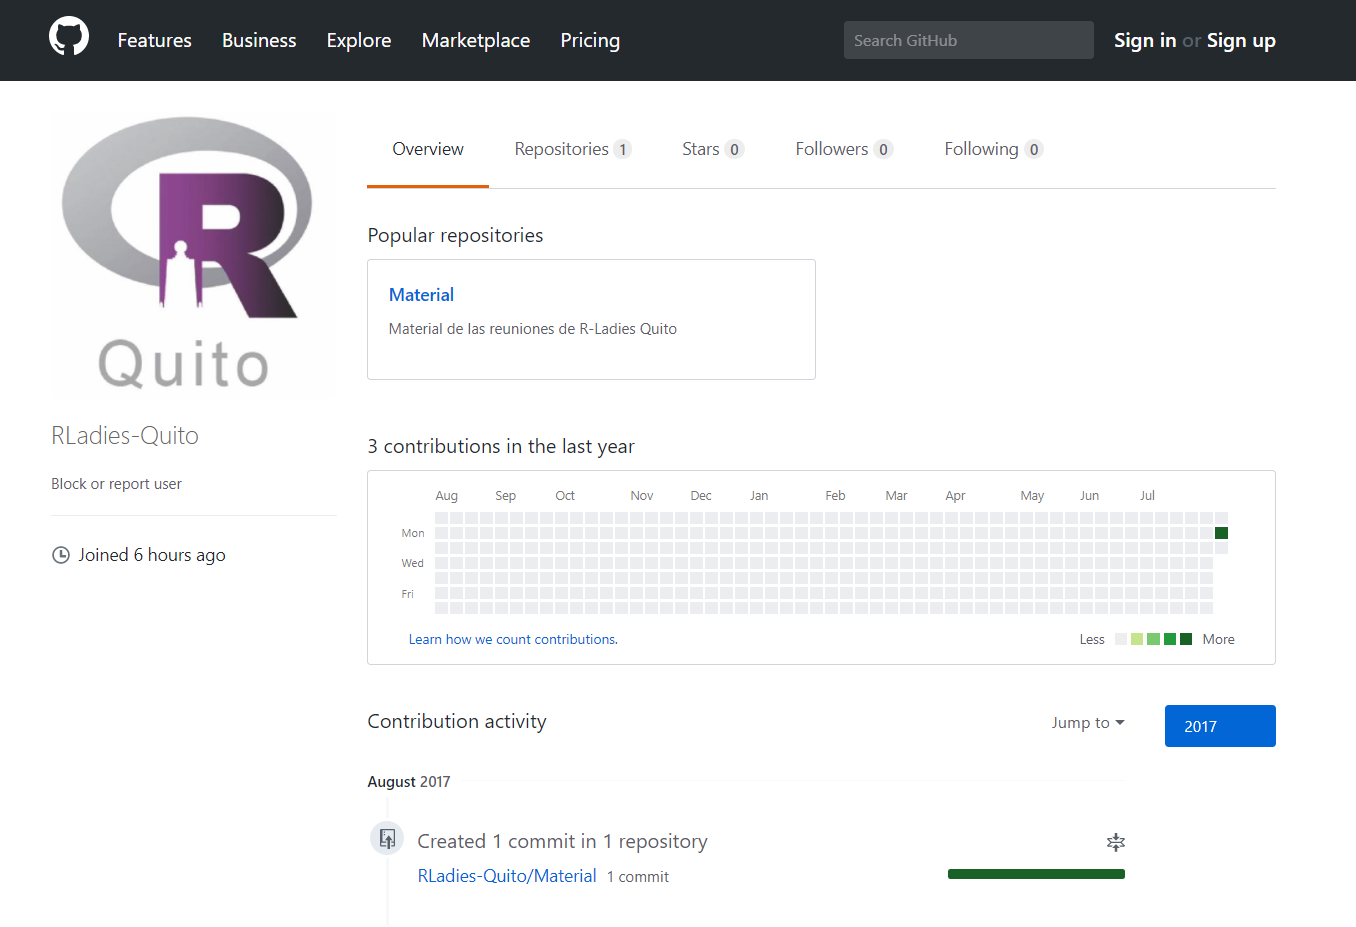 Features Business Explore Marketplace Pricing Search GitHub Sign in or Sign up
R
Quito
RLadies-Quito
Block or report user
Joined 6 hours ago
Overview Repositories 1 Stars 0 Followers 0 Following 0
Popular repositories
Material
Material de las reuniones de R-Ladies Quito
3 contributions in the last year
Aug Sep Oct Nov Dec Jan Feb Mar Apr May Jun Jul
Mon
Wed
Fri
Learn how we count contributions. Less More
Contribution activity Jump to 2017
August 2017
Created 1 commit in 1 repository
RLadies-Quito/Material 1 commit